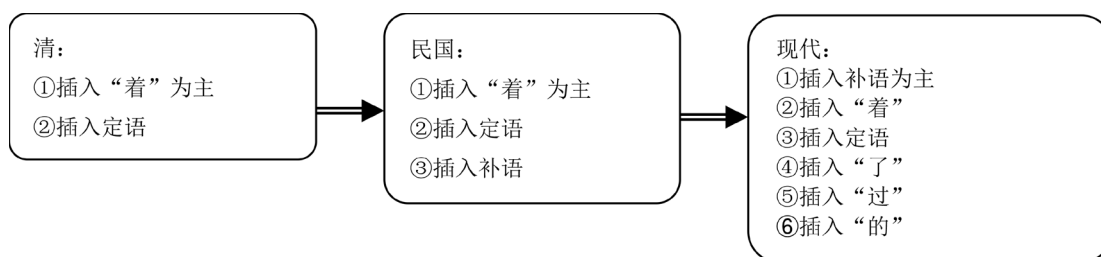 清：
①插入“着”为主
②插入定语
民国：
①插入“着”为主
②插入定语
③插入补语
现代：
①插入补语为主
②插入“着”
③插入定语
④插入“了”
⑤插入“过”
⑥插入“的”